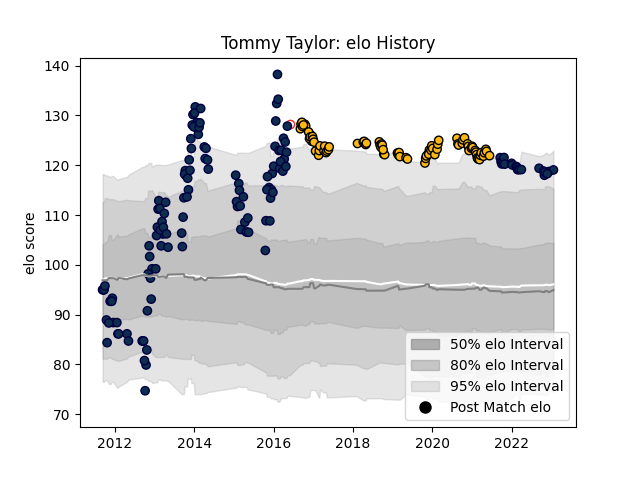 Tommy Taylor: elo History
140
130
120
110
100
90
80
70
elo score
50% elo Interval
80% elo Interval
95% elo Interval
Post Match elo
2012 2014 2016 2018 2020 2022